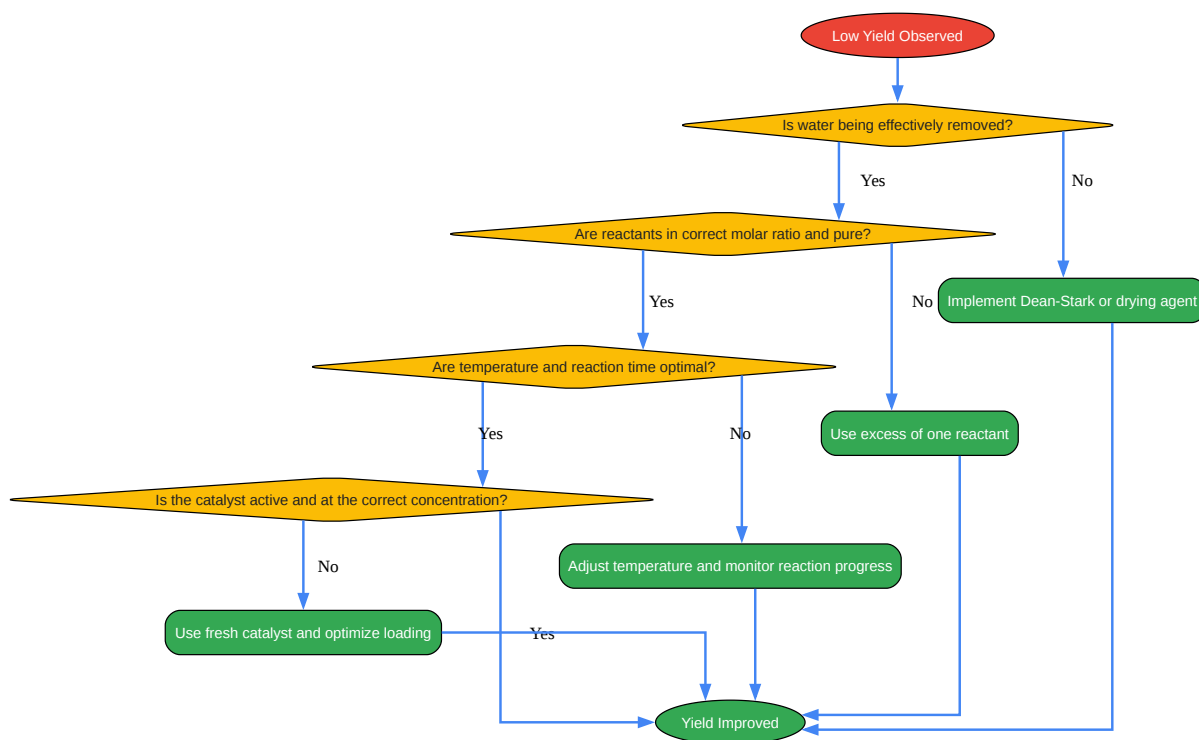 Low Yield Observed
Is water being effectively removed?
Yes
No
Are reactants in correct molar ratio and pure?
Yes
No
Implement Dean-Stark or drying agent
Are temperature and reaction time optimal?
Yes
No
Use excess of one reactant
Is the catalyst active and at the correct concentration?
No
Adjust temperature and monitor reaction progress
Use fresh catalyst and optimize loading
Yes
Yield Improved